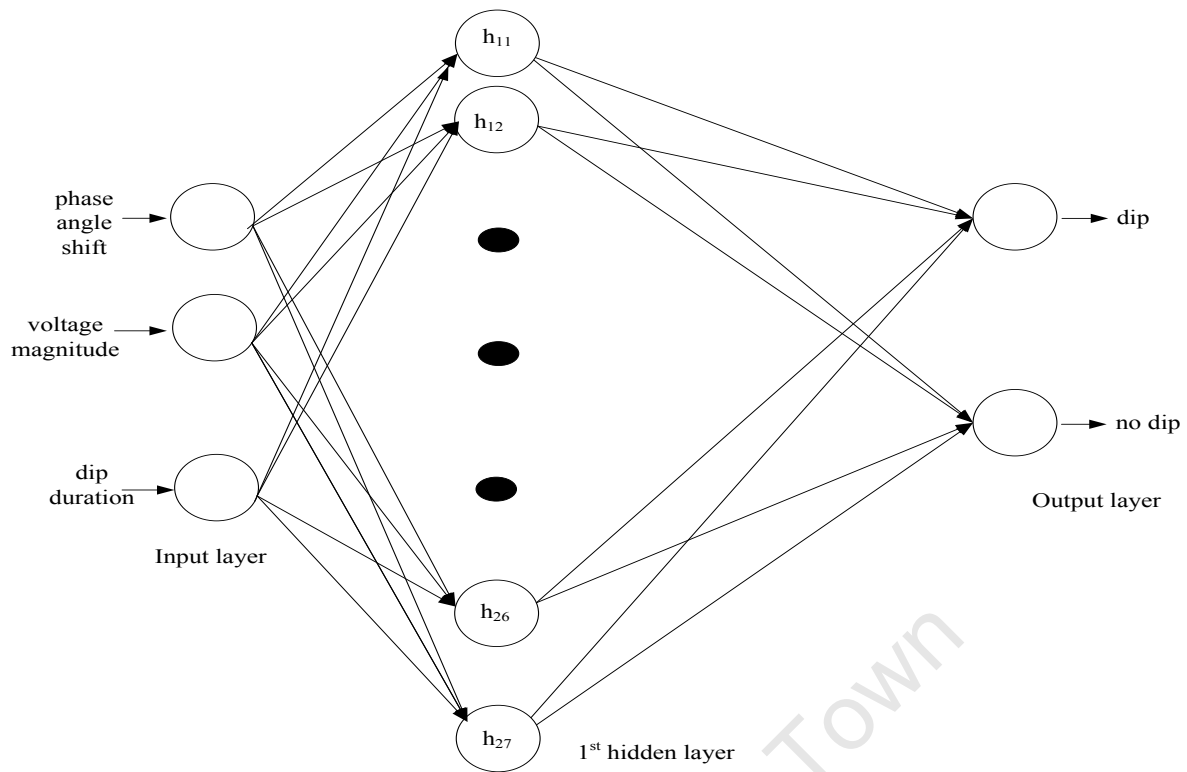 h11
h12
phase
angle
shift
dip
voltage
magnitude
no dip
dip
duration
Output layer
Input layer
h26
h27
1st hidden layer
Town